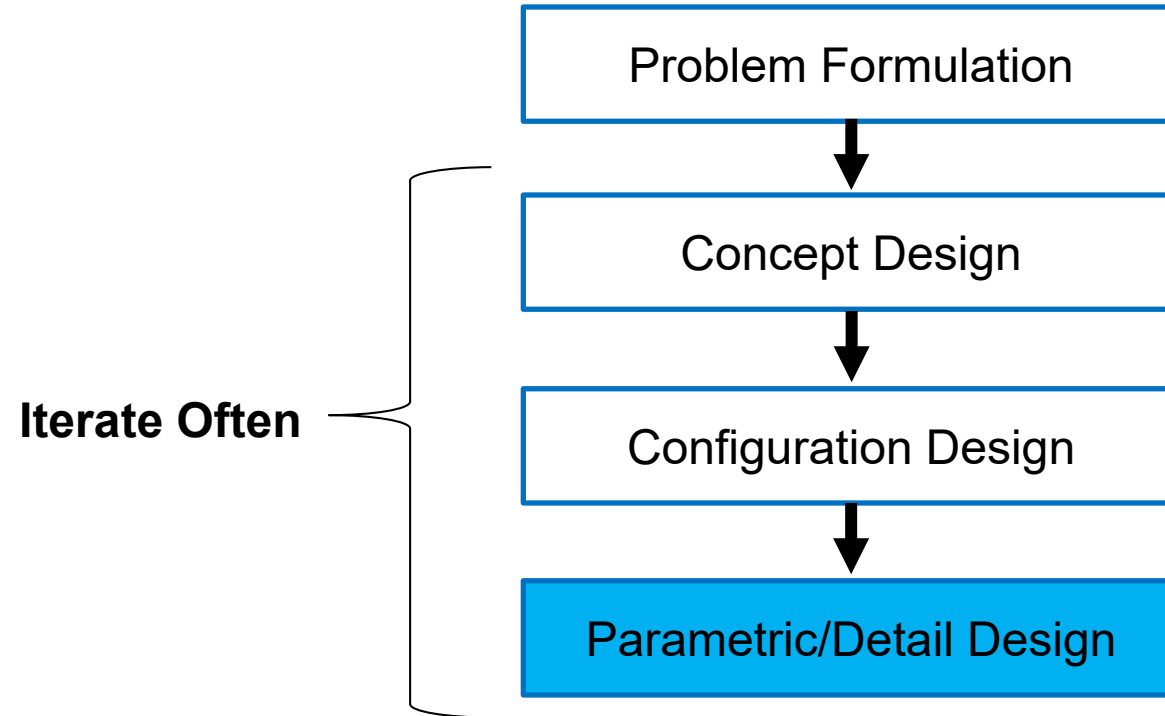 Problem Formulation
Concept Design
Iterate Often
Configuration Design
Parametric/Detail Design